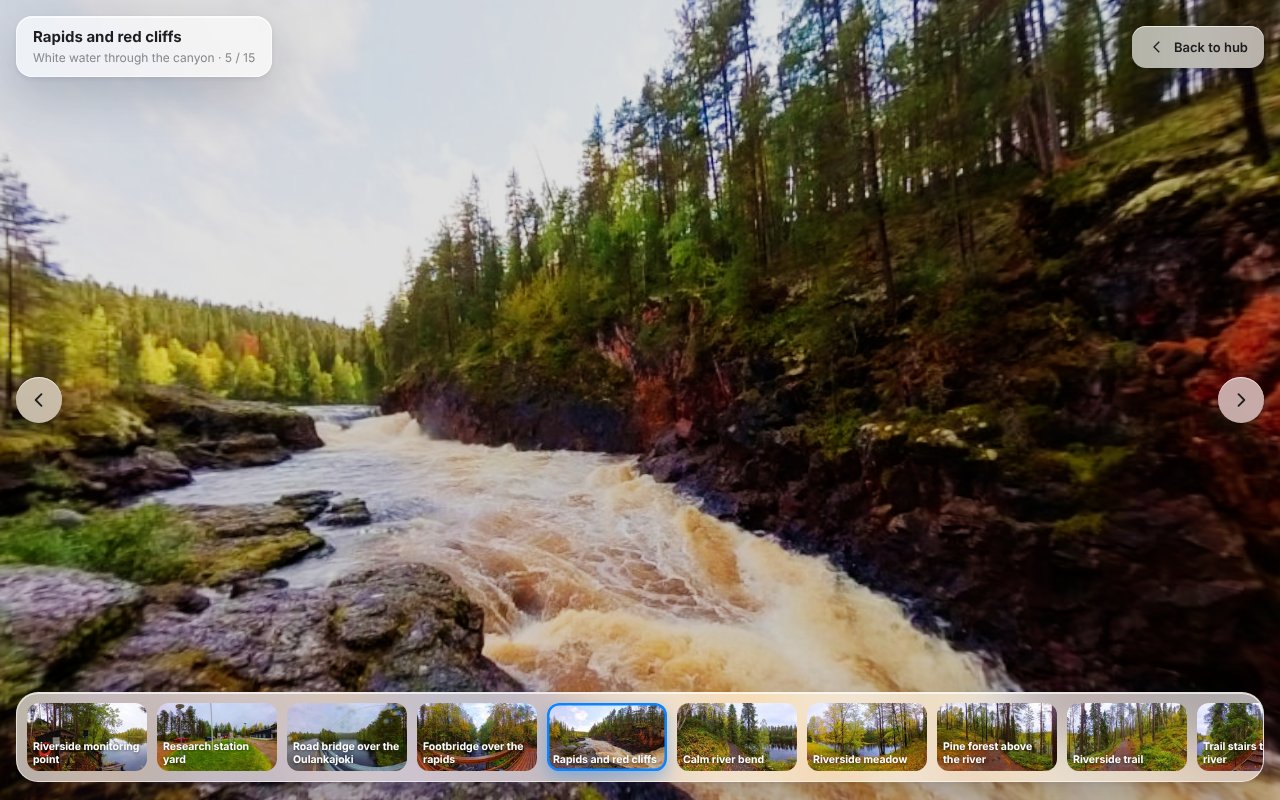 Rapids and red cliffs
White water through the canyon · 5 / 15
Back to hub
Riverside monitoring
point
Research station
yard
Road bridge over the
Oulankajoki
Footbridge over the
rapids
Rapids and red cliffs
Calm river bend
Riverside meadow
Pine forest above
the river
Riverside trail
Trail stairs t
river